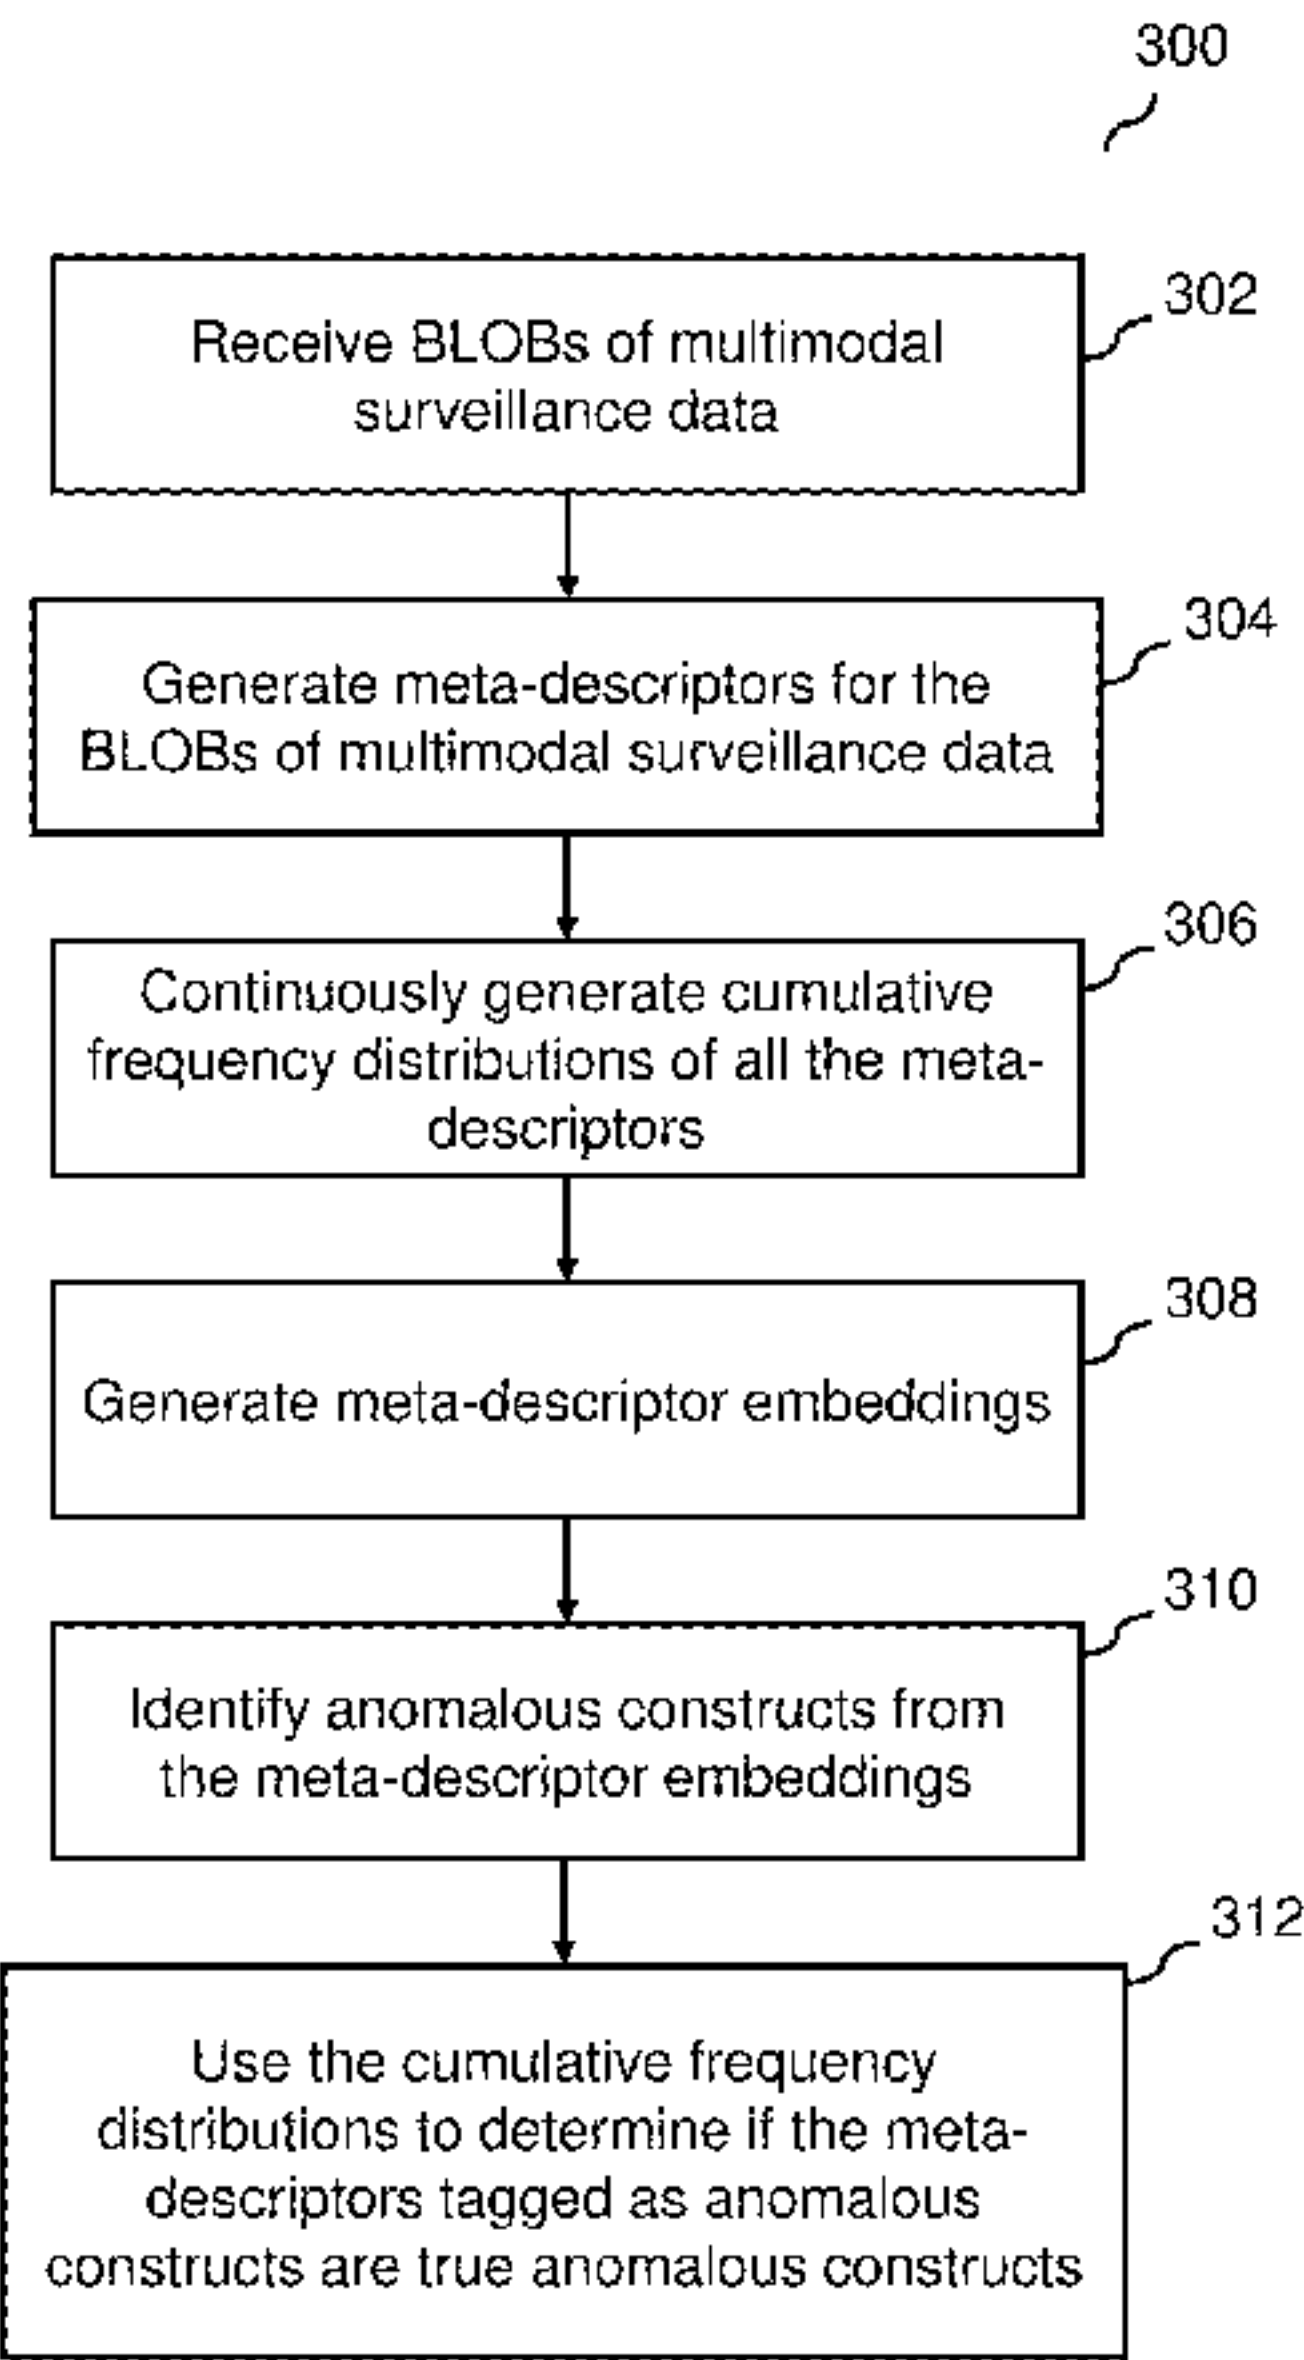 300
302
Receive BLOBs of multimodal
surveillance data
304
Generate meta-descriptors for the
BLOBs of multimodal surveillance data
306
Continuously generate cumulative
frequency distributions of all the meta-
descriptors
308
Generate meta-descriptor embeddings
310
Identify anomalous constructs from
the meta-descriptor embeddings
312
Use the cumulative frequency
distributions to determine if the meta-
descriptors tagged as anomalous
constructs are true anomalous constructs